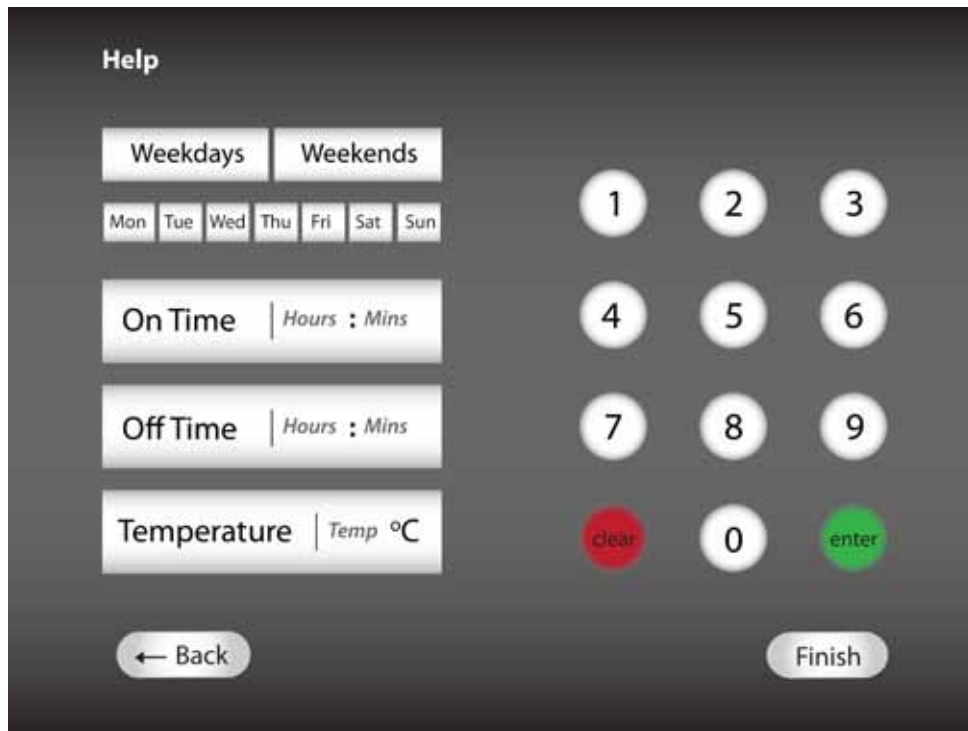 Help
Weekdays Weekends
Mon Tue Wed Thu Fri Sat Sun
On Time Hours : Mins
Off Time Hours : Mins
Temperature Temp °C
1 2 3
4 5 6
7 8 9
clear 0 enter
← Back
Finish